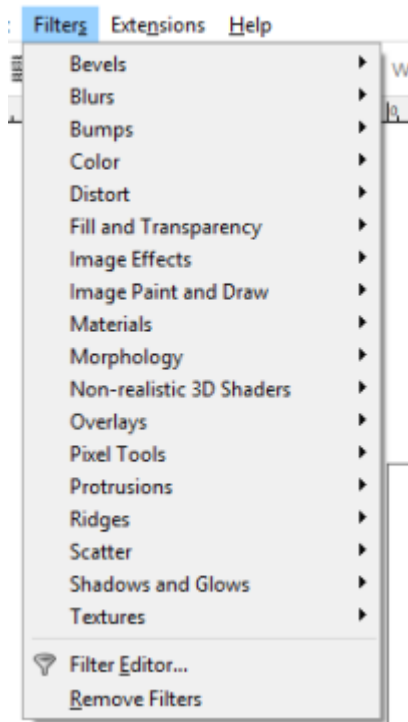 Filters Extensions Help
Bevels
Blurs
Bumps
Color
Distort
Fill and Transparency
Image Effects
Image Paint and Draw
Materials
Morphology
Non-realistic 3D Shaders
Overlays
Pixel Tools
Protrusions
Ridges
Scatter
Shadows and Glows
Textures
Filter Editor...
Remove Filters